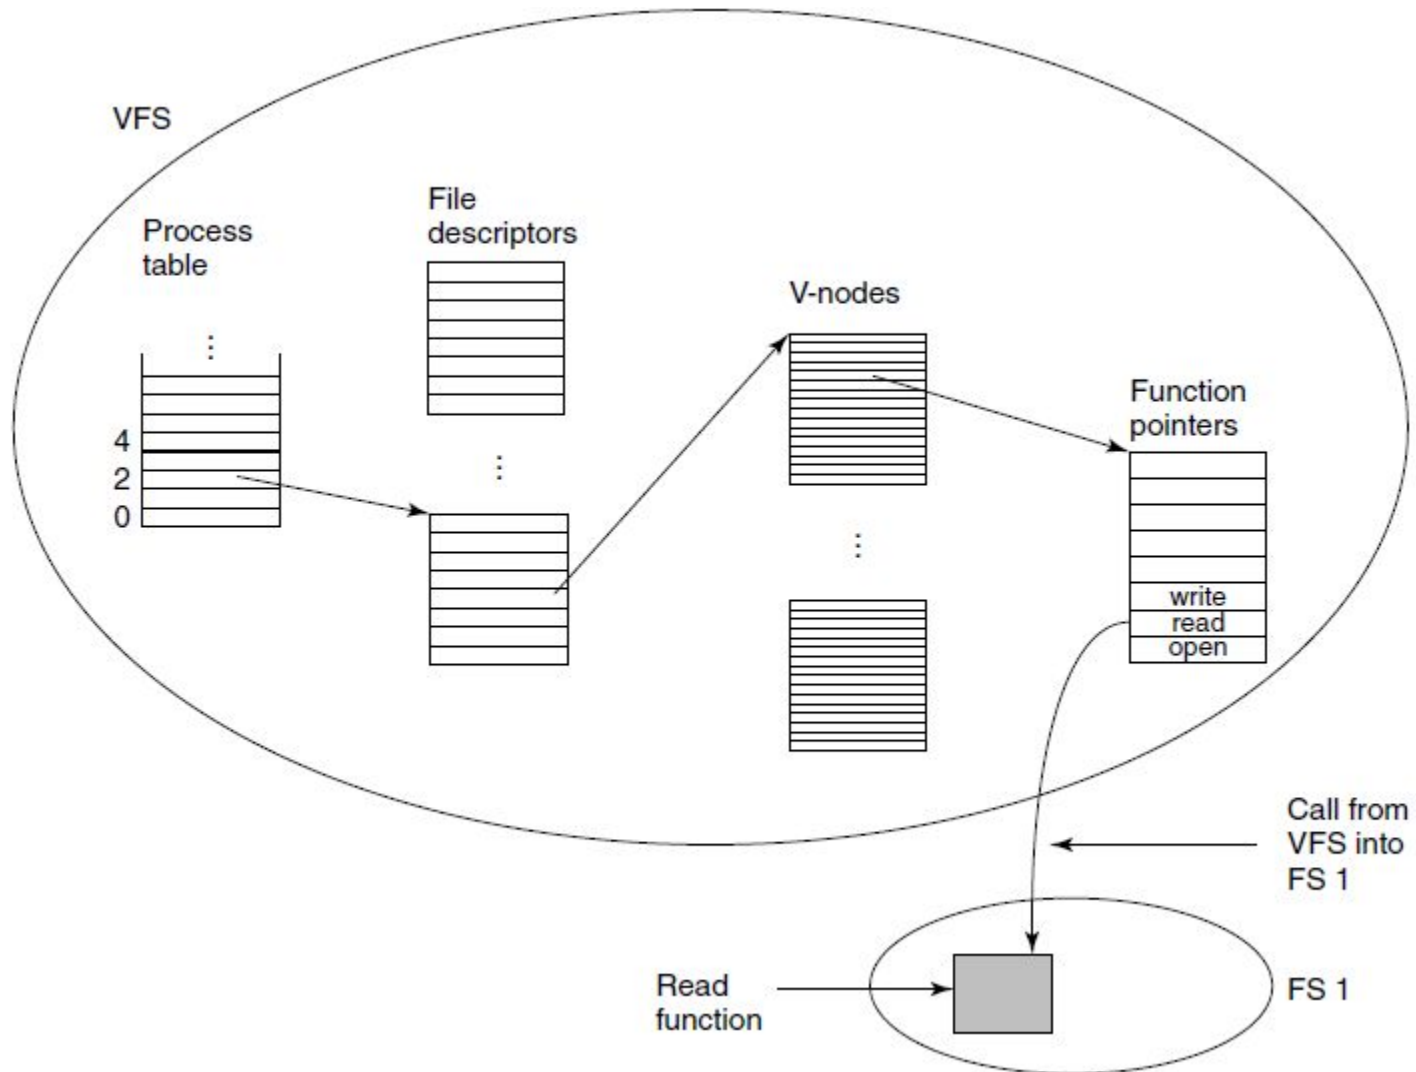 VFS
File
descriptors
Process
table
V-nodes
⋮
Function
pointers
4
⋮
2
0
⋮
write
read
open
Call from
VFS into
FS 1
Read
function
FS 1